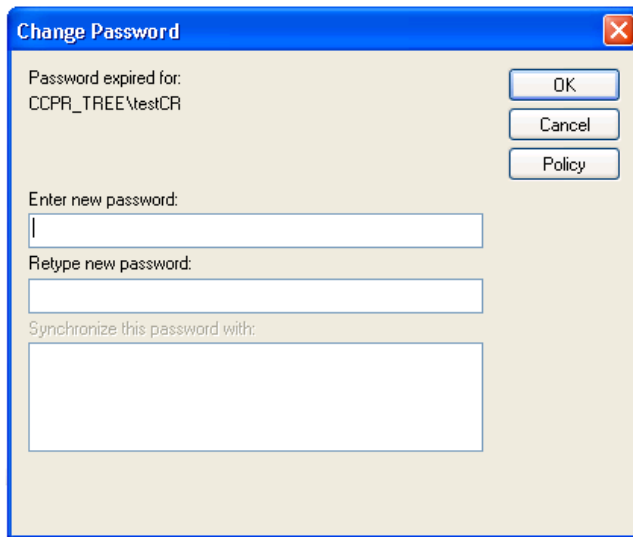 Change Password
Password expired for:
CCPR_TREE\testCR
OK
Cancel
Policy
Enter new password:
Retype new password:
Synchronize this password with: